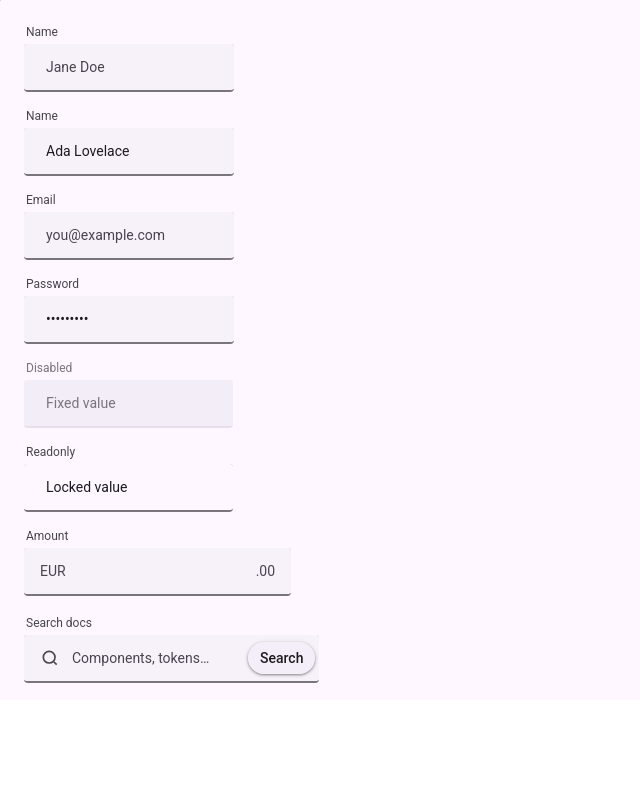 Name
Jane Doe
Name
Ada Lovelace
Email
you@example.com
Password
•••••••••
Disabled
Fixed value
Readonly
Locked value
Amount
EUR .00
Search docs
Components, tokens… Search